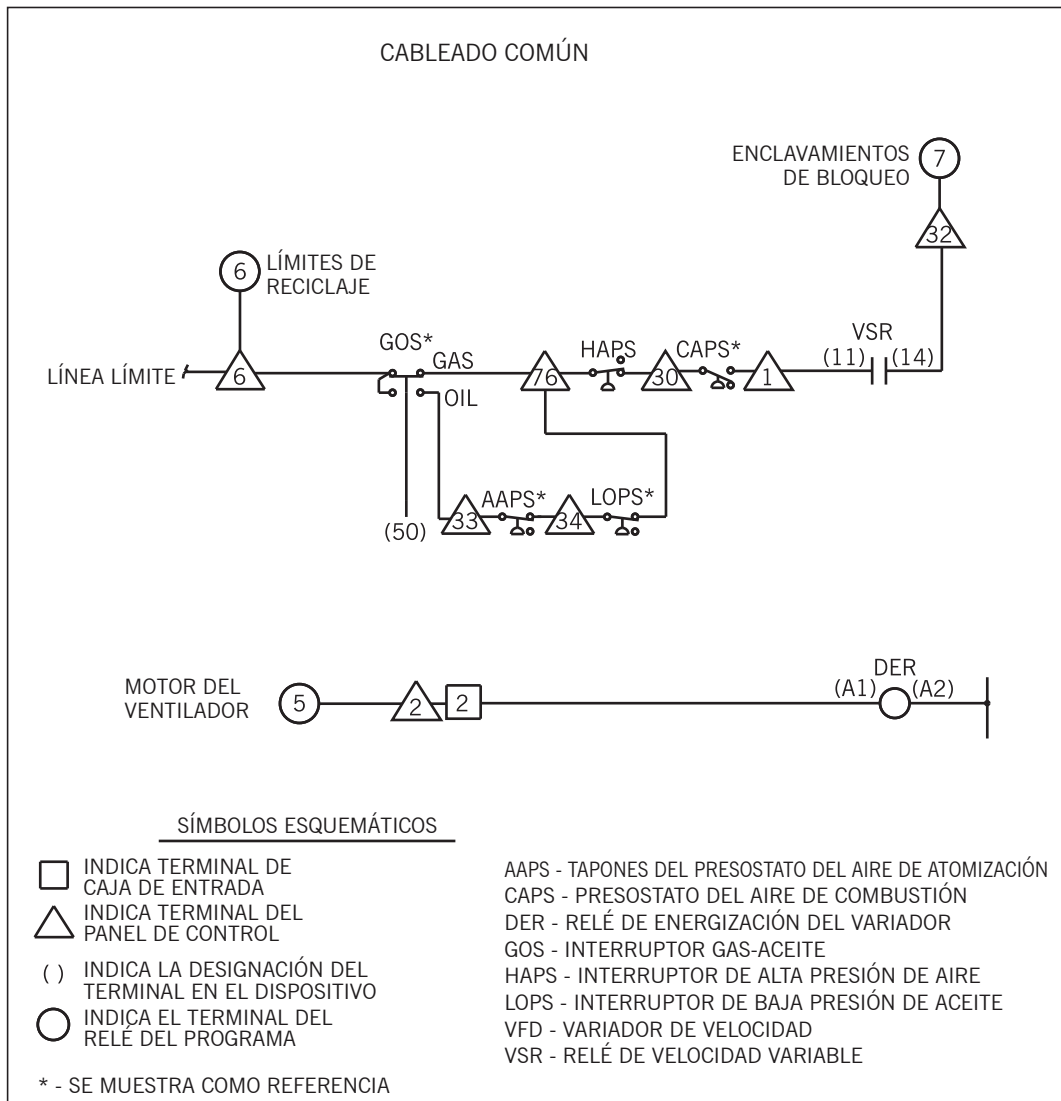 CABLEADO COMÚN
ENCLAVAMIENTOS
DE BLOQUEO
7
32
6
LÍMITES DE
RECICLAJE
LÍNEA LÍMITE
6
GOS*
GAS
OIL
(50)
76
HAPS
30
CAPS*
1
VSR
(11)
(14)
33
AAPS*
34
LOPS*
MOTOR DEL
VENTILADOR
5
2
2
DER
(A1)
(A2)
SÍMBOLOS ESQUEMÁTICOS
INDICA TERMINAL DE
CAJA DE ENTRADA
INDICA TERMINAL DEL
PANEL DE CONTROL
( ) INDICA LA DESIGNACIÓN DEL
TERMINAL EN EL DISPOSITIVO
INDICA EL TERMINAL DEL
RELÉ DEL PROGRAMA
* - SE MUESTRA COMO REFERENCIA
AAPS - TAPONES DEL PRESOSTATO DEL AIRE DE ATOMIZACIÓN
CAPS - PRESOSTATO DEL AIRE DE COMBUSTIÓN
DER - RELÉ DE ENERGIZACIÓN DEL VARIADOR
GOS - INTERRUPTOR GAS-ACEITE
HAPS - INTERRUPTOR DE ALTA PRESIÓN DE AIRE
LOPS - INTERRUPTOR DE BAJA PRESIÓN DE ACEITE
VFD - VARIADOR DE VELOCIDAD
VSR - RELÉ DE VELOCIDAD VARIABLE